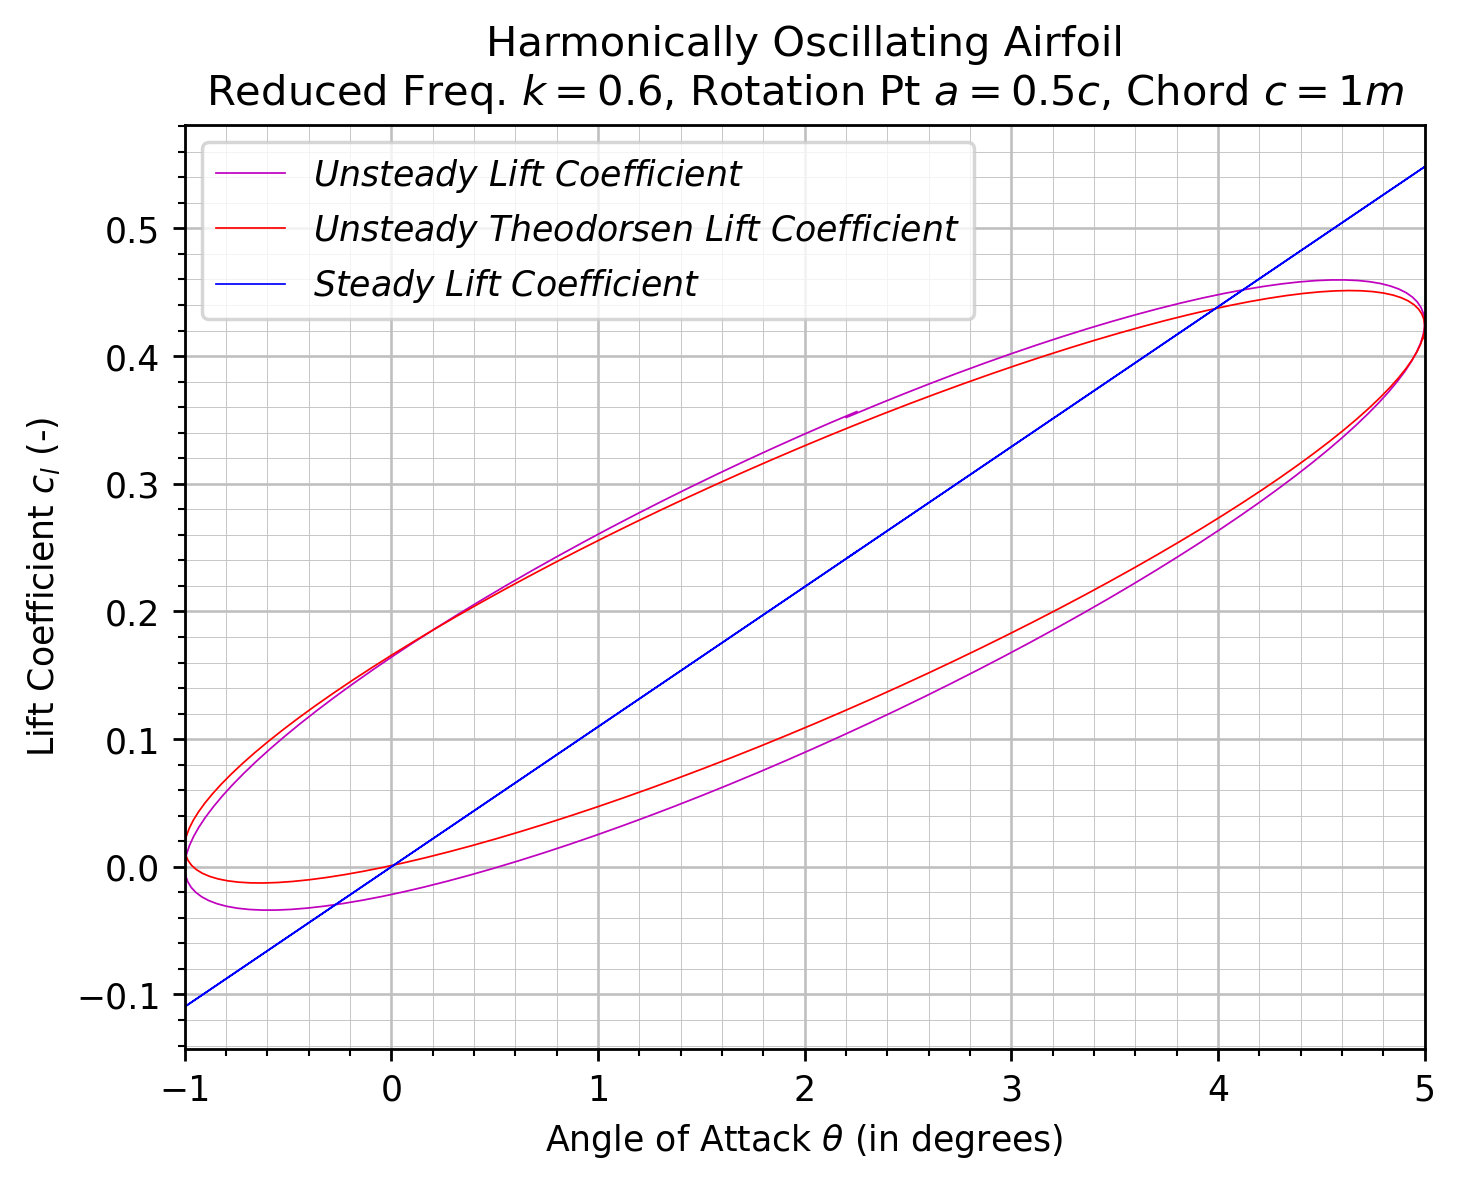 Harmonically Oscillating Airfoil
Reduced Freq. k = 0.6, Rotation Pt a = 0.5c, Chord c = 1m
Unsteady Lift Coefficient
Unsteady Theodorsen Lift Coefficient
Steady Lift Coefficient
Lift Coefficient c_l (-)
0.5
0.4
0.3
0.2
0.1
0.0
−0.1
−1 0 1 2 3 4 5
Angle of Attack θ (in degrees)